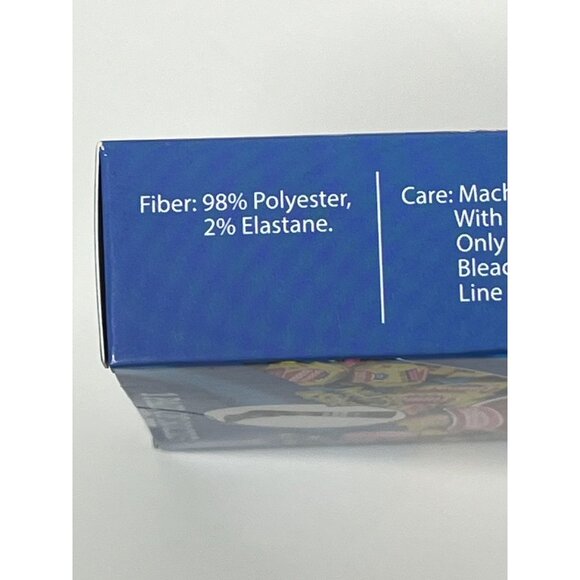 Fiber: 98% Polyester,
2% Elastane.
Care: Mach
With
Only
Bleac
Line